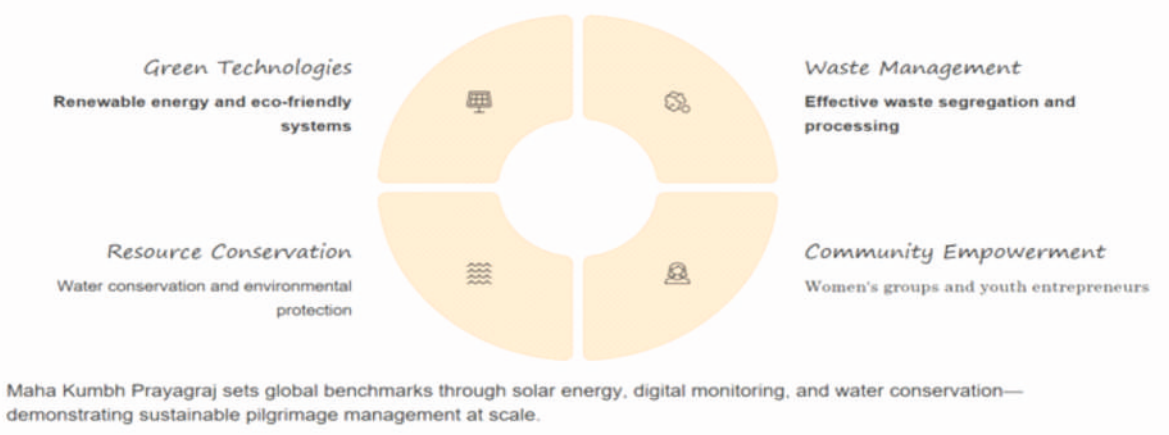 Green Technologies
Renewable energy and eco-friendly
systems
Waste Management
Effective waste segregation and
processing
Resource Conservation
Water conservation and environmental
protection
Community Empowerment
Women's groups and youth entrepreneurs
Maha Kumbh Prayagraj sets global benchmarks through solar energy, digital monitoring, and water conservation—
demonstrating sustainable pilgrimage management at scale.